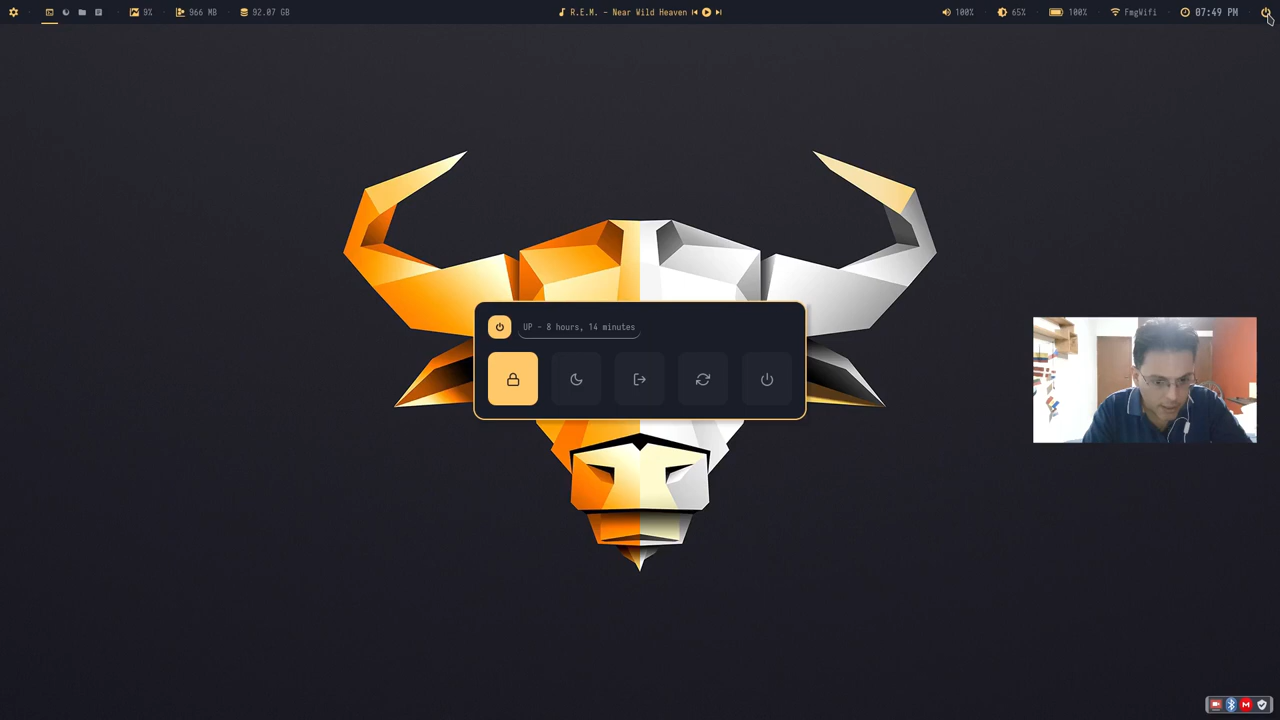 9% 966 MB 92.07 GB R.E.M. - Near Wild Heaven 100% 65% 100% FmgWifi 07:49 PM
UP - 8 hours, 14 minutes